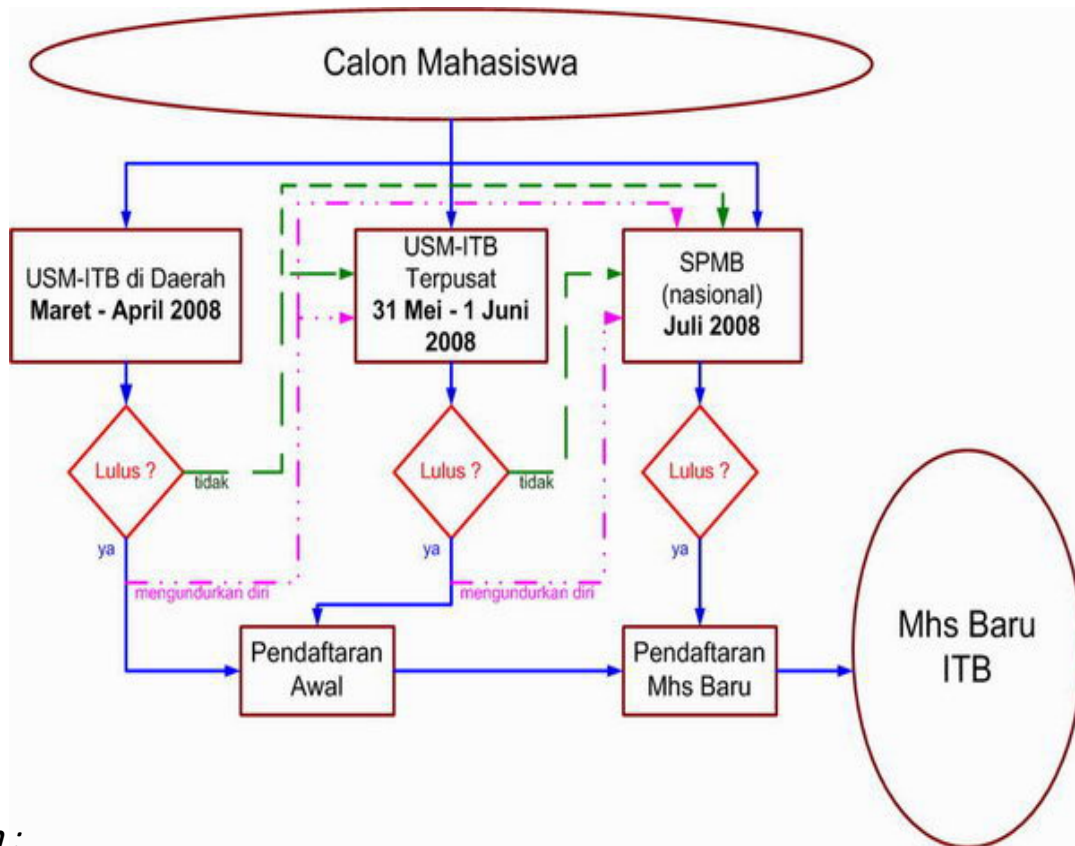 Calon Mahasiswa
USM-ITB di Daerah
Maret - April 2008
USM-ITB
Terpusat
31 Mei - 1 Juni
2008
SPMB
(nasional)
Juli 2008
Lulus ?
tidak
Lulus ?
tidak
Lulus ?
ya
ya
ya
mengundurkan diri
mengundurkan diri
Pendaftaran
Awal
Pendaftaran
Mhs Baru
Mhs Baru
ITB